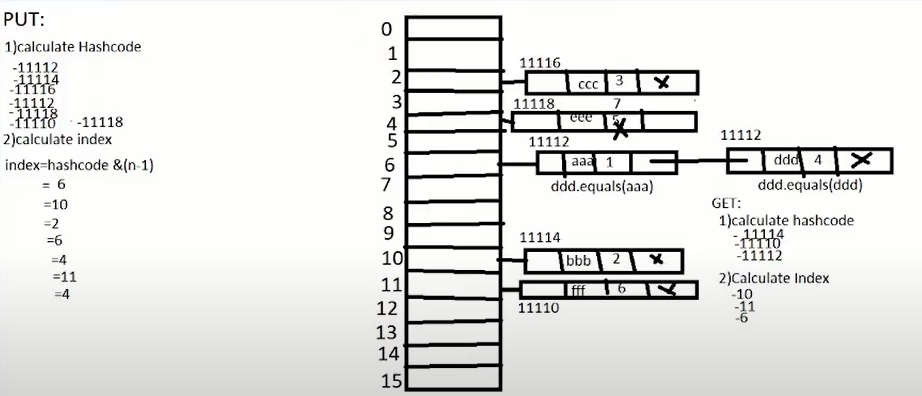 PUT:
1)calculate Hashcode
-11112
-11114
-11116
-11112
-11118
-11110 -11118
2)calculate index
index=hashcode &(n-1)
= 6
=10
=2
=6
=4
=11
=4
0
1
2
3
4
5
6
7
8
9
10
11
12
13
14
15
11116
ccc 3 X
11118 7
eee 5 X
11112
aaa 1
ddd.equals(aaa)
11112
ddd 4 X
ddd.equals(ddd)
11114
bbb 2 X
fff 6 X
11110
GET:
1)calculate hashcode
- 11114
-11110
-11112
2)Calculate Index
-10
-11
-6